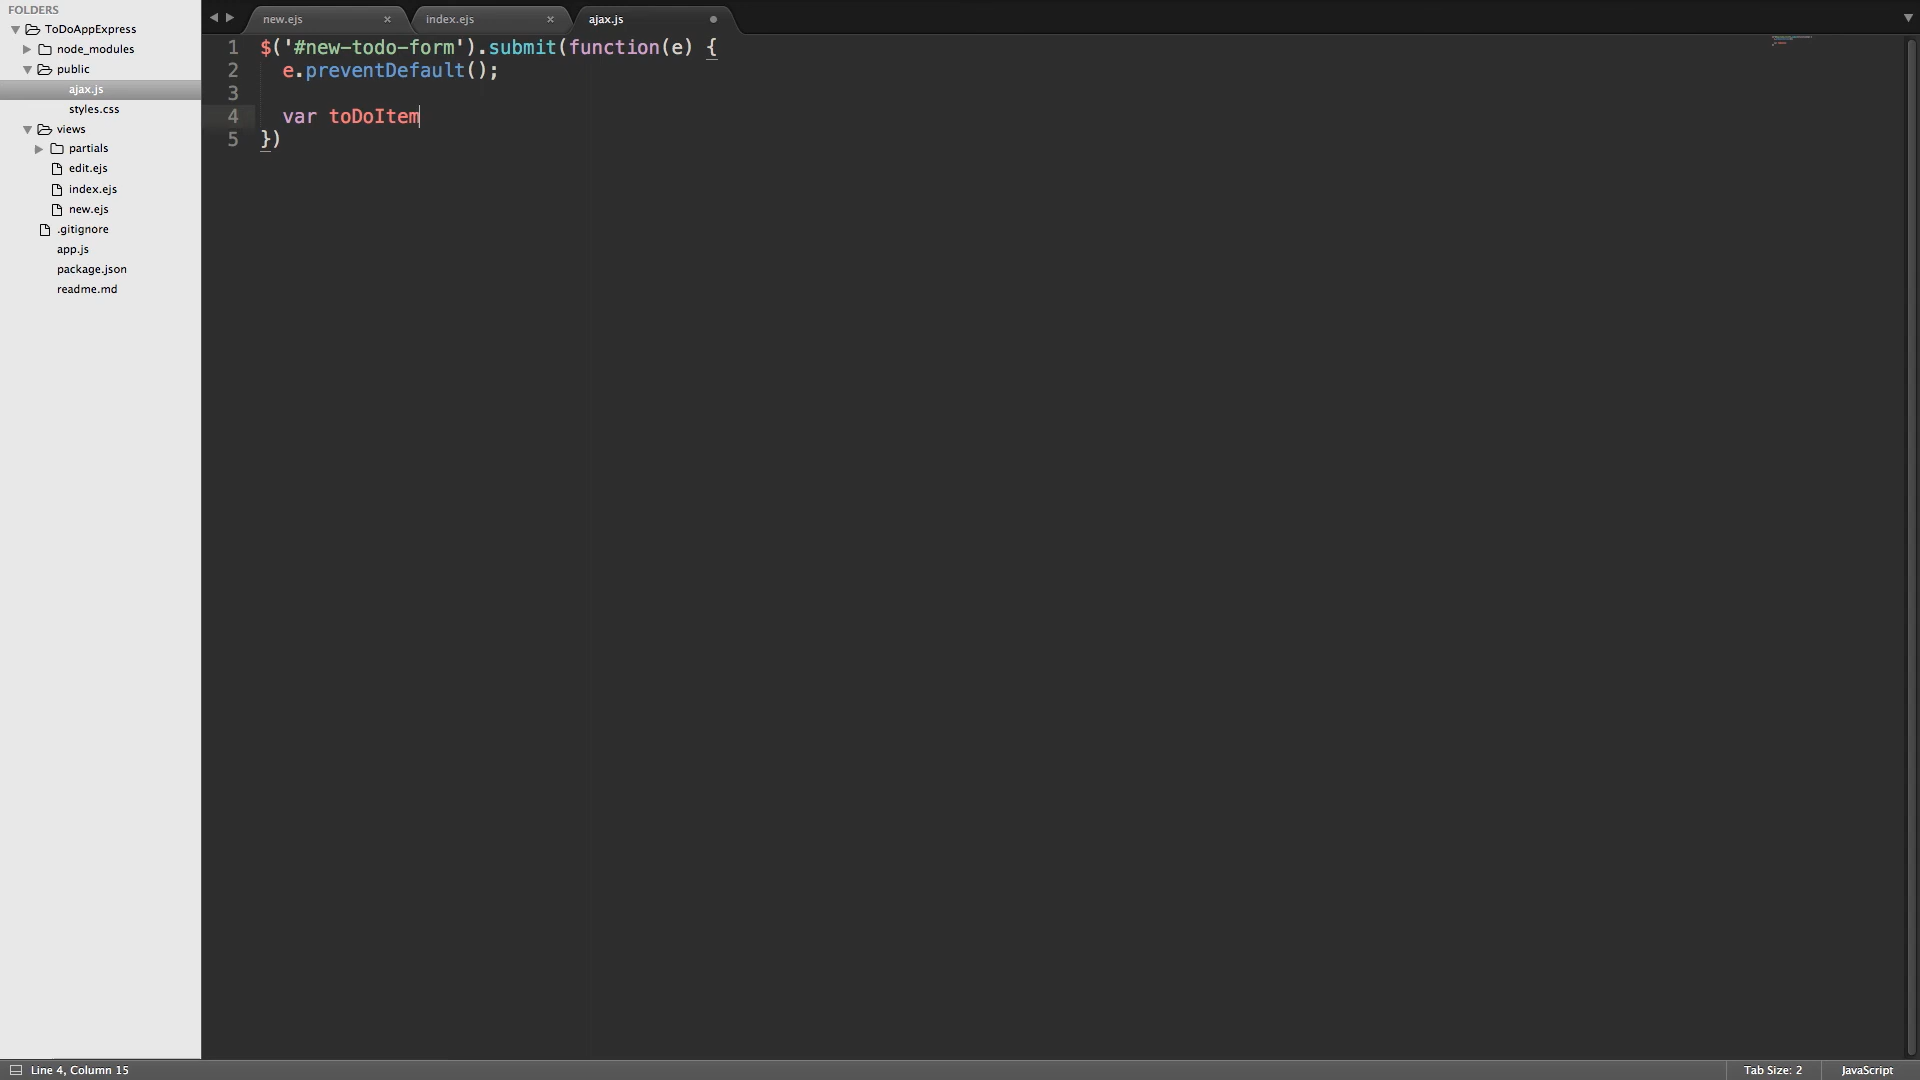 FOLDERS
ToDoAppExpress
node_modules
public
ajax.js
styles.css
views
partials
edit.ejs
index.ejs
new.ejs
.gitignore
app.js
package.json
readme.md
new.ejs × index.ejs × ajax.js
1 $('#new-todo-form').submit(function(e) {
2 e.preventDefault();
3
4 var toDoItem
5 })
Line 4, Column 15 Tab Size: 2 JavaScript